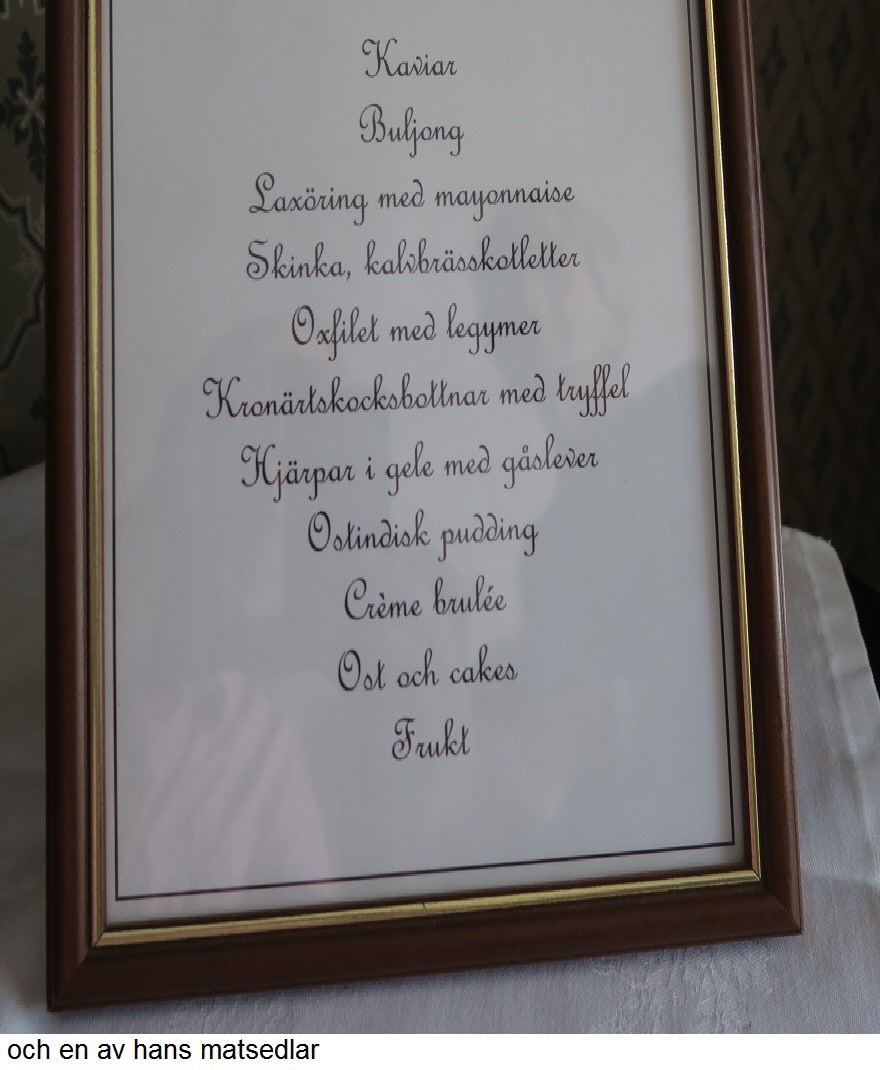 Kaviar
Buljong
Laxöring med mayonnaise
Skinka, kalvbrässkotletter
Oxfilet med legymer
Kronärtskocksbottnar med tryffel
Hjärpar i gele med gåslever
Ostindisk pudding
Crème brulée
Ost och cakes
Frukt
och en av hans matsedlar